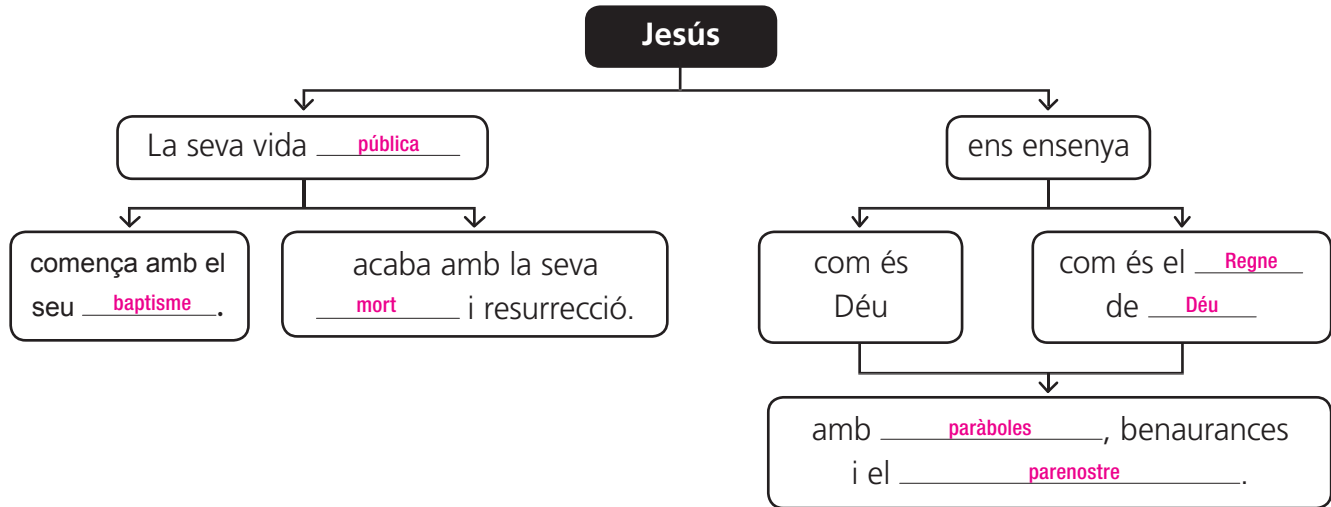 Jesús
La seva vida pública
ens ensenya
comença amb el
seu baptisme.
acaba amb la seva
mort i resurrecció.
com és
Déu
com és el Regne
de Déu
amb paràboles, benaurances
i el parenostre.